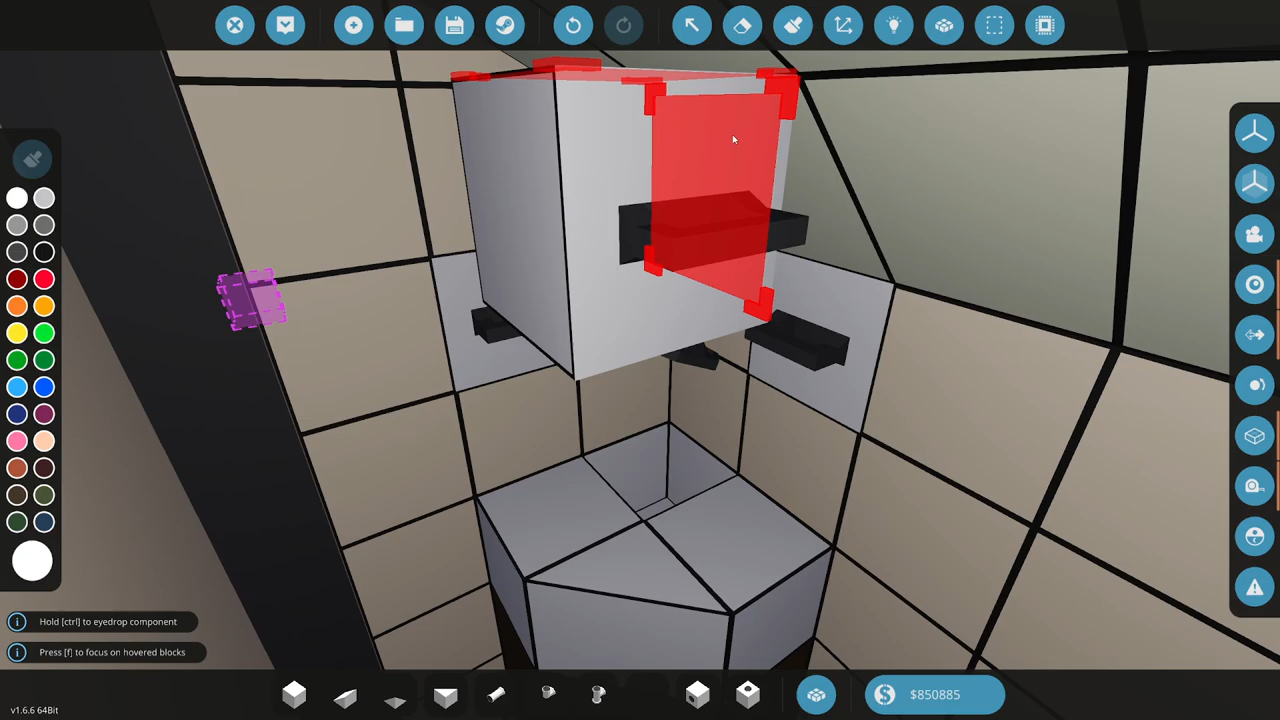 Hold [ctrl] to eyedrop component
Press [f] to focus on hovered blocks
$850885
v1.6.6 64Bit